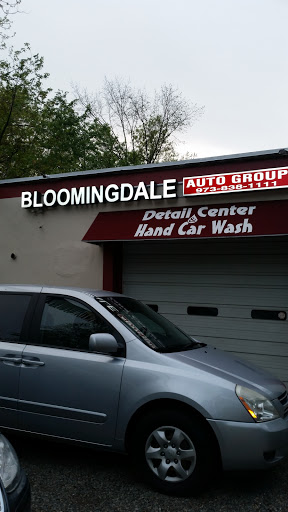 BLOOMINGDALE
AUTO GROUP
973-838-1111
Detail Center
&
Hand Car Wash